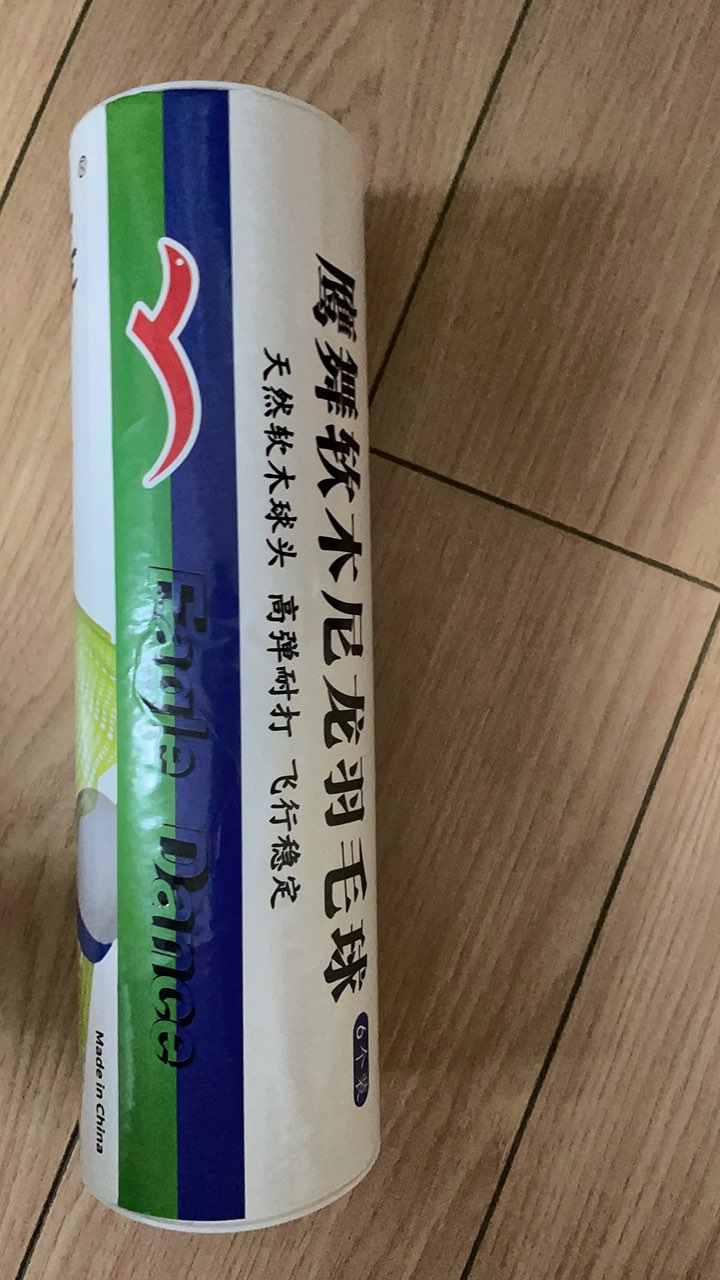 鹰舞软木尼龙羽毛球 6个装
天然软木球头 高弹耐打 飞行稳定
Eagle Dance
Made in China
®